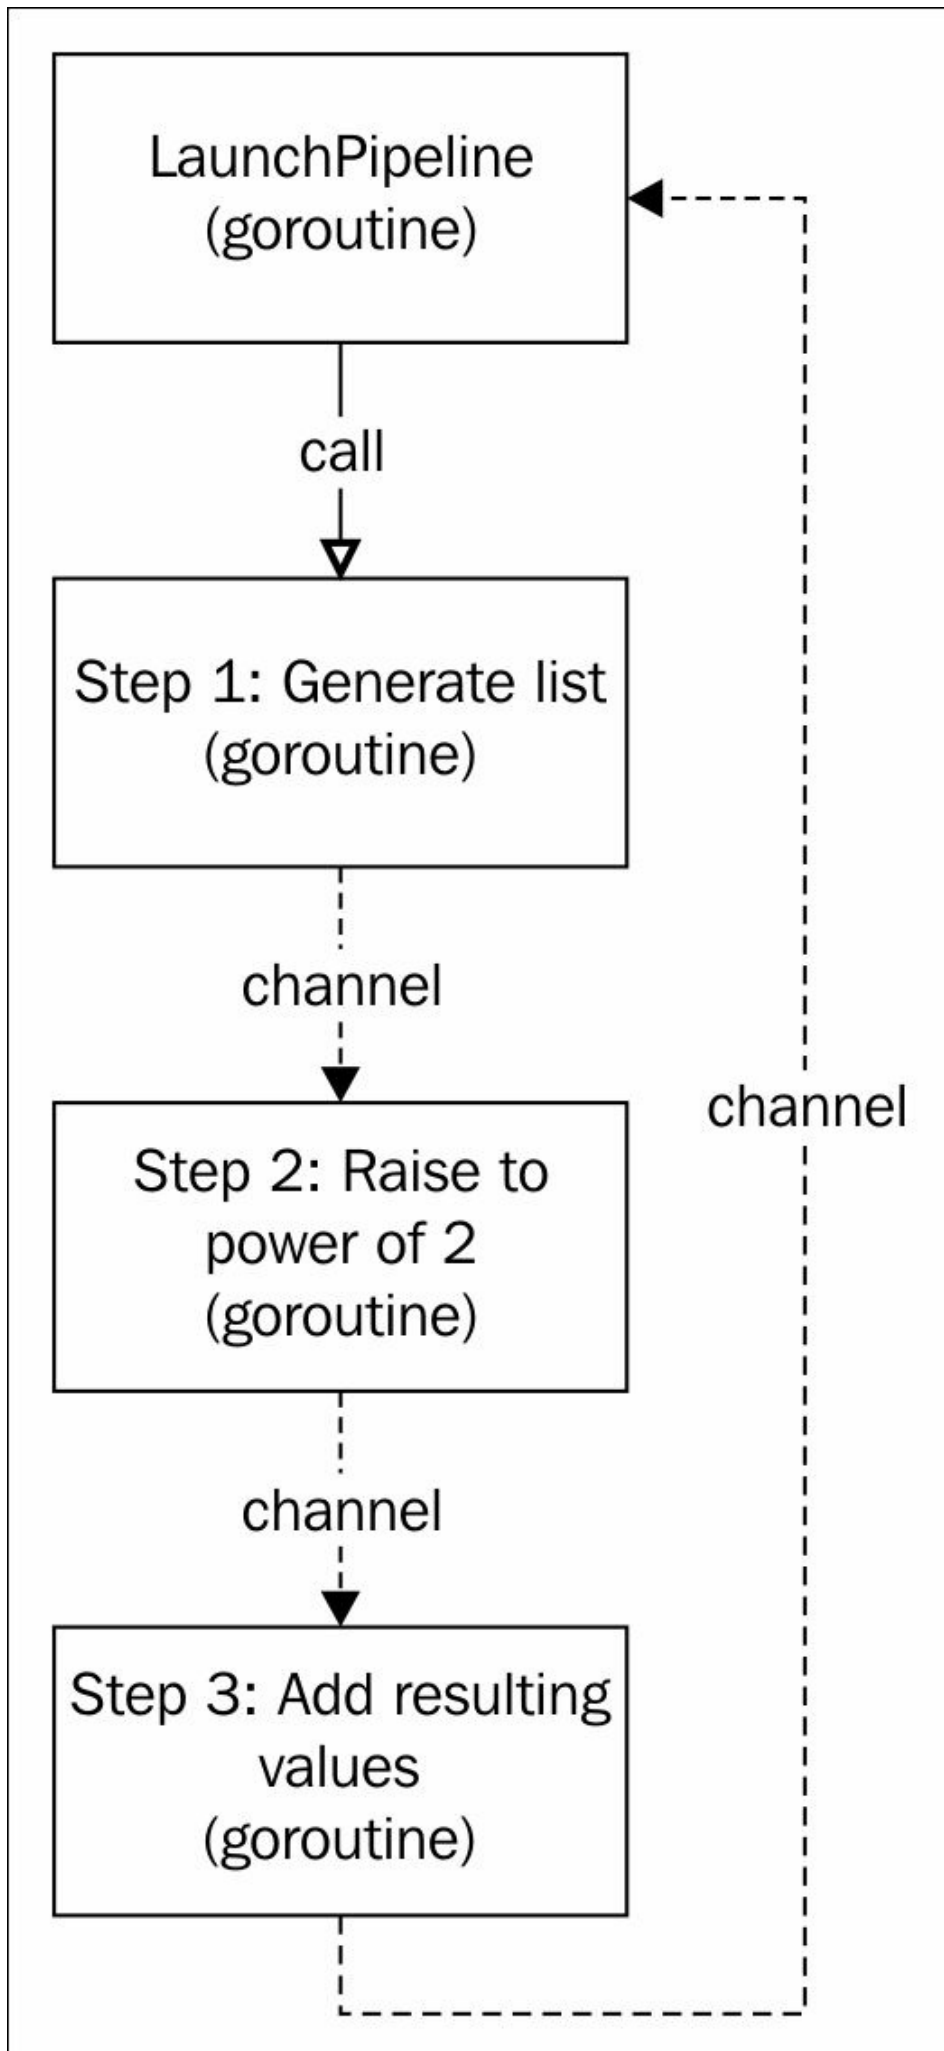 LaunchPipeline
(goroutine)
call
Step 1: Generate list
(goroutine)
channel
Step 2: Raise to
power of 2
(goroutine)
channel
channel
Step 3: Add resulting
values
(goroutine)